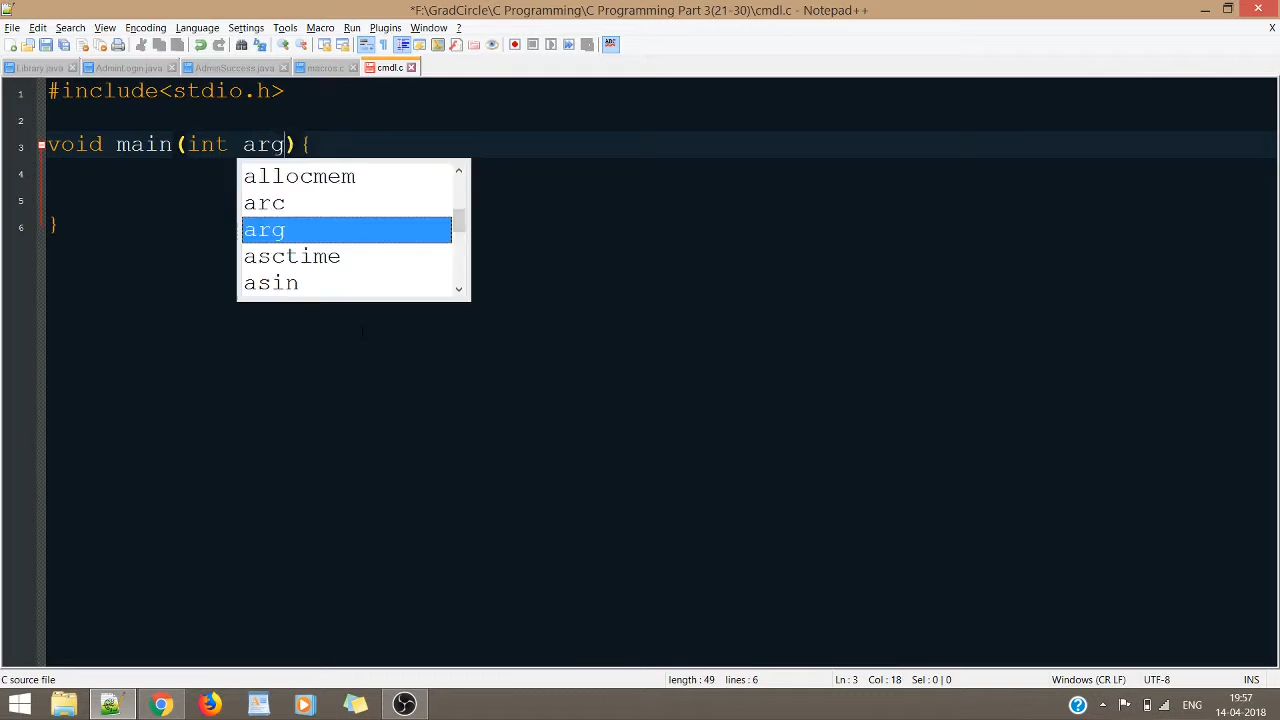 *F:\GradCircle\C Programming\C Programming Part 3(21-30)\cmdl.c - Notepad++
File Edit Search View Encoding Language Settings Tools Macro Run Plugins Window ? X
Library.java AdminLogin.java AdminSuccess.java macros.c cmdl.c
1 #include<stdio.h>
2
3 void main(int arg){
4
5
6 }
allocmem
arc
arg
asctime
asin
C source file length : 49 lines : 6 Ln : 3 Col : 18 Sel : 0 | 0 Windows (CR LF) UTF-8 INS
ENG 19:57
14-04-2018